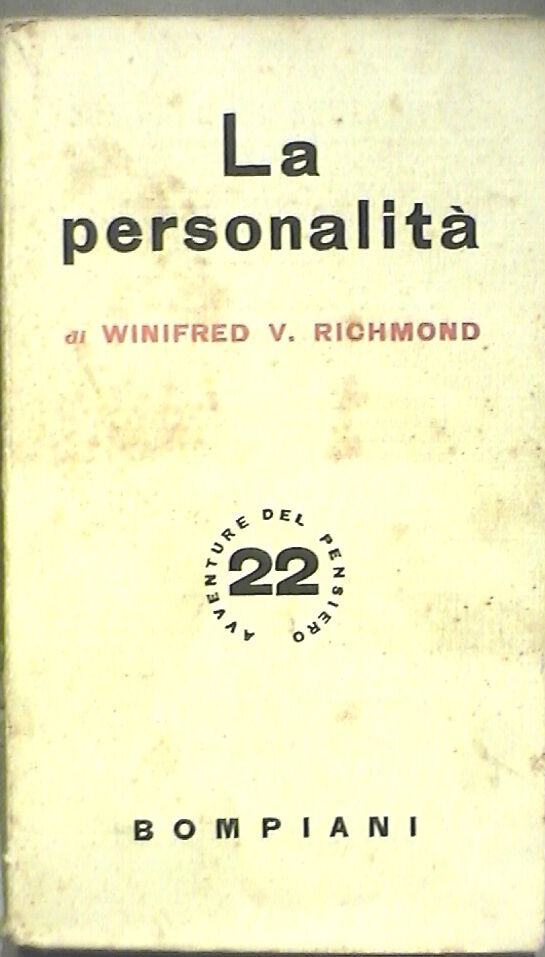 La
personalità
di WINIFRED V. RICHMOND
AVVENTURE DEL PENSIERO
22
BOMPIANI